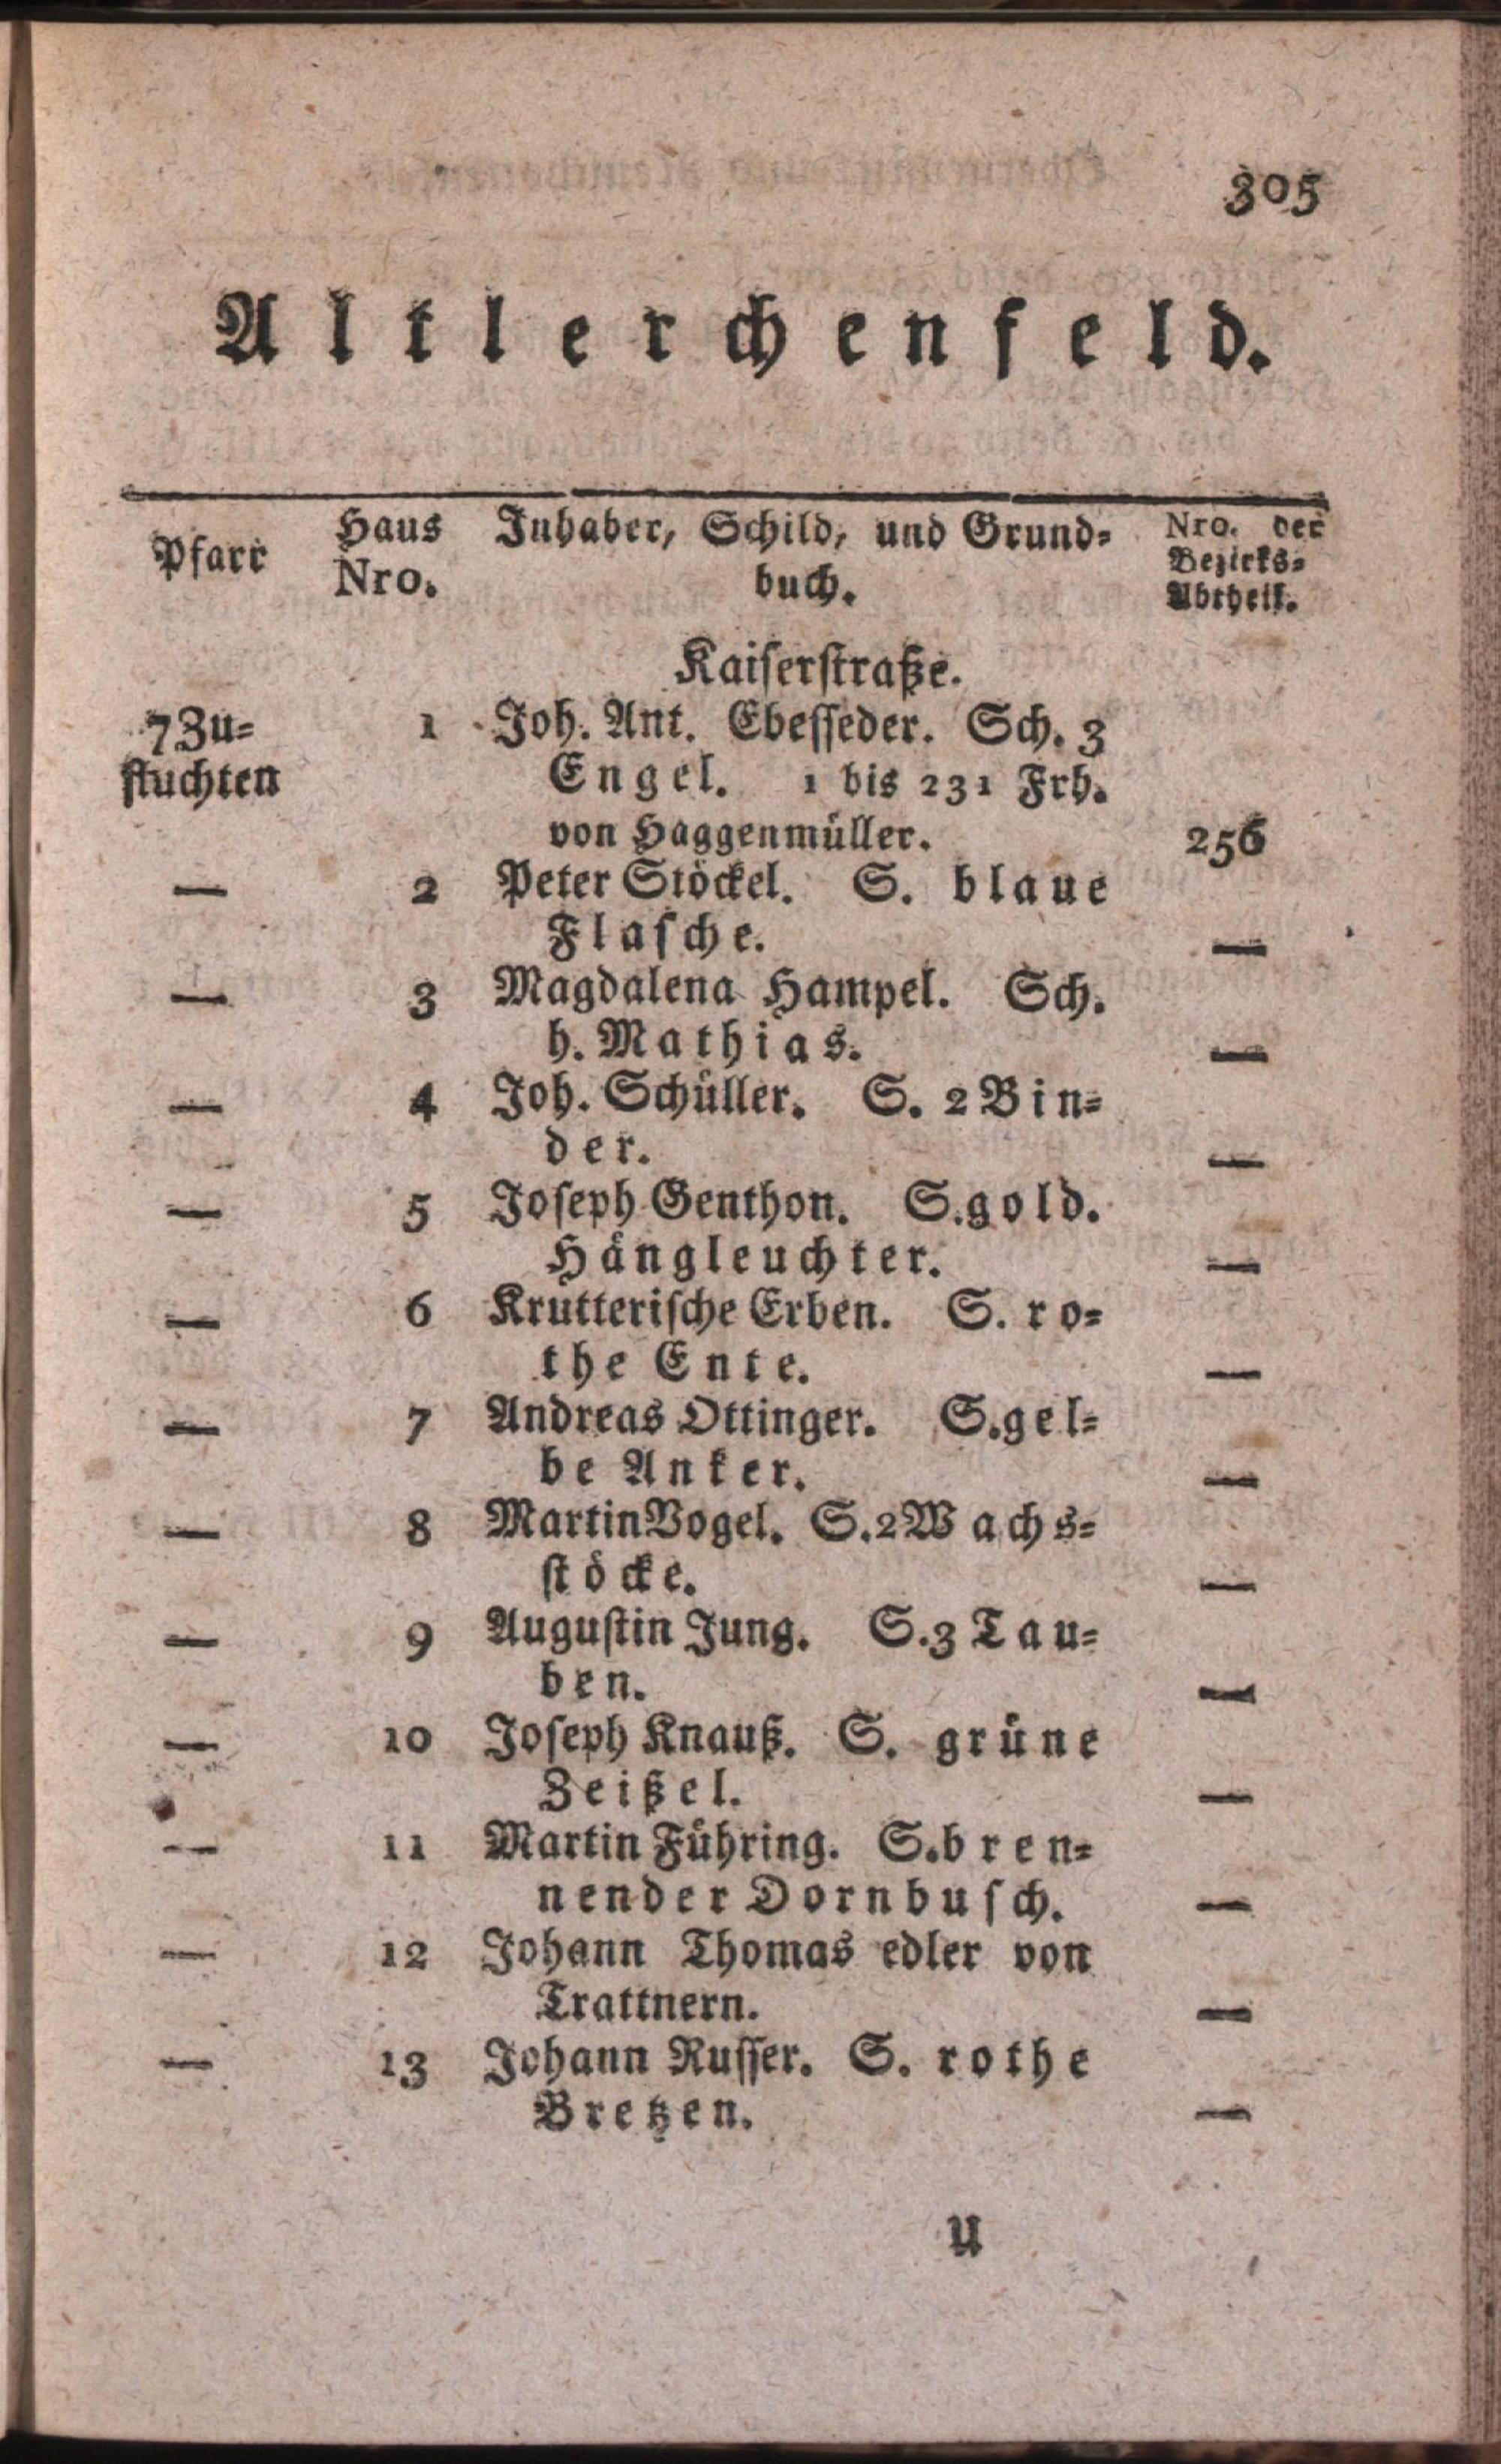 305
Altlerchenfeld.
Pfarr Haus Nro. Inhaber, Schild, und Grund= buch. Nro. der Bezirks= Abtheil.
Kaiserstraße.
7 Zu= 1 Joh. Ant. Ebesseder. Sch. 3
fluchten Engel. 1 bis 231 Frh.
von Haggenmüller. 256
— 2 Peter Stöckel. S. blaue
Flasche. —
— 3 Magdalena Hampel. Sch.
h. Mathias. —
— 4 Joh. Schüller. S. 2 Bin=
der. —
— 5 Joseph Genthon. S. gold.
Hängleuchter. —
— 6 Krutterische Erben. S. ro=
the Ente. —
— 7 Andreas Ottinger. S. gel=
be Anker. —
— 8 Martin Vogel. S. 2 Wachs=
stöcke. —
— 9 Augustin Jung. S. 3 Tau=
ben. —
— 10 Joseph Knauß. S. grüne
Zeißel. —
— 11 Martin Führing. S. bren=
nender Dornbusch. —
— 12 Johann Thomas edler von
Trattnern. —
— 13 Johann Russer. S. rothe
Bretzen. —
U